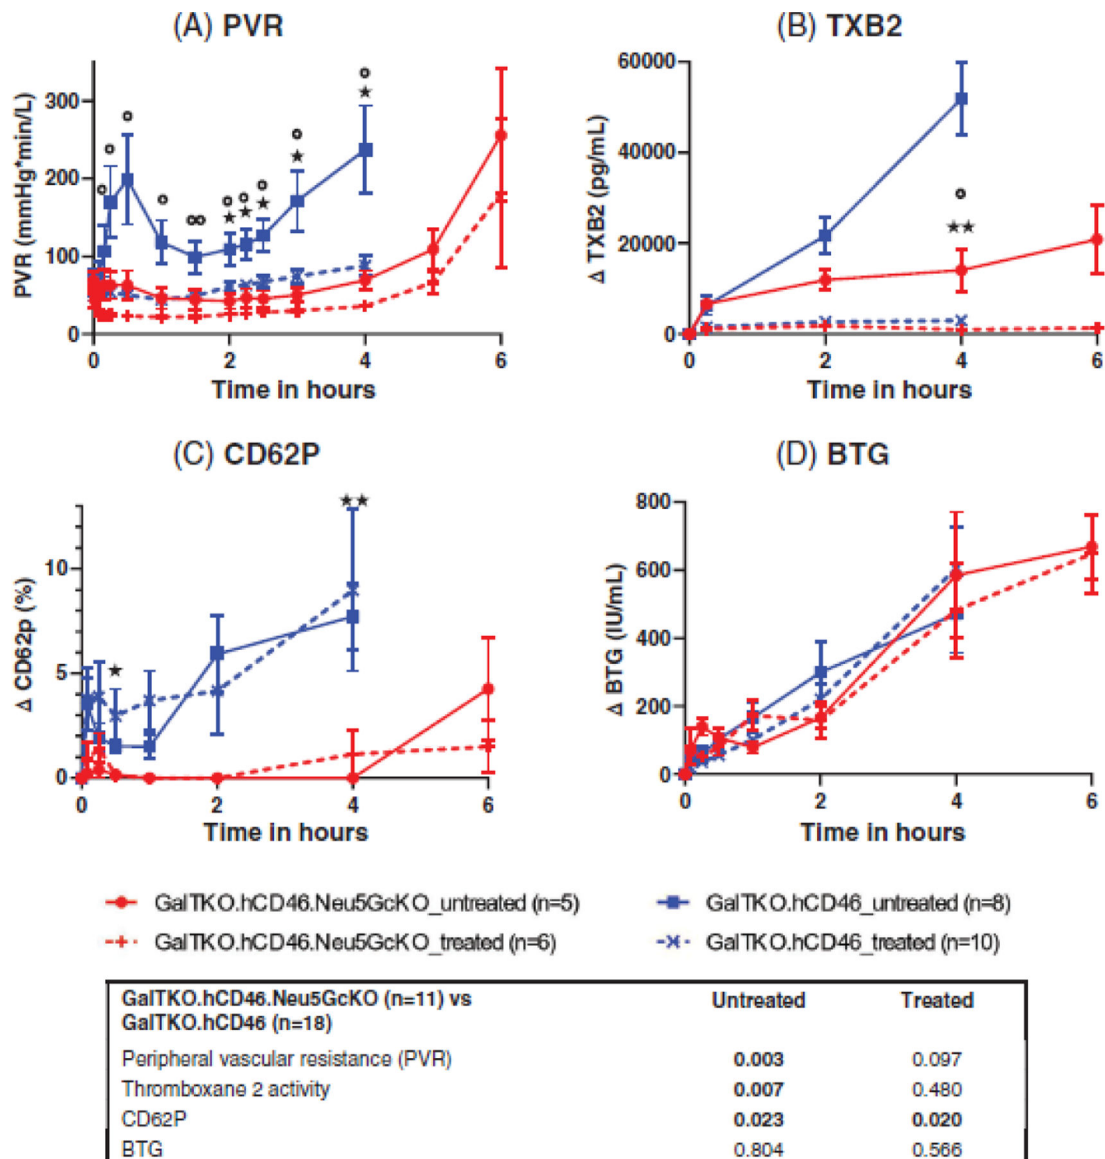 (A) PVR
PVR (mmHg*min/L)
300
200
100
0
0 2 4 6
Time in hours
(B) TXB2
Δ TXB2 (pg/mL)
60000
40000
20000
0
0 2 4 6
Time in hours
(C) CD62P
Δ CD62p (%)
10
5
0
0 2 4 6
Time in hours
(D) BTG
Δ BTG (IU/mL)
800
600
400
200
0
0 2 4 6
Time in hours
GalTKO.hCD46.Neu5GcKO_untreated (n=5)
GalTKO.hCD46_untreated (n=8)
GalTKO.hCD46.Neu5GcKO_treated (n=6)
GalTKO.hCD46_treated (n=10)
GalTKO.hCD46.Neu5GcKO (n=11) vs Untreated Treated
GalTKO.hCD46 (n=18)
Peripheral vascular resistance (PVR) 0.003 0.097
Thromboxane 2 activity 0.007 0.480
CD62P 0.023 0.020
BTG 0.804 0.566